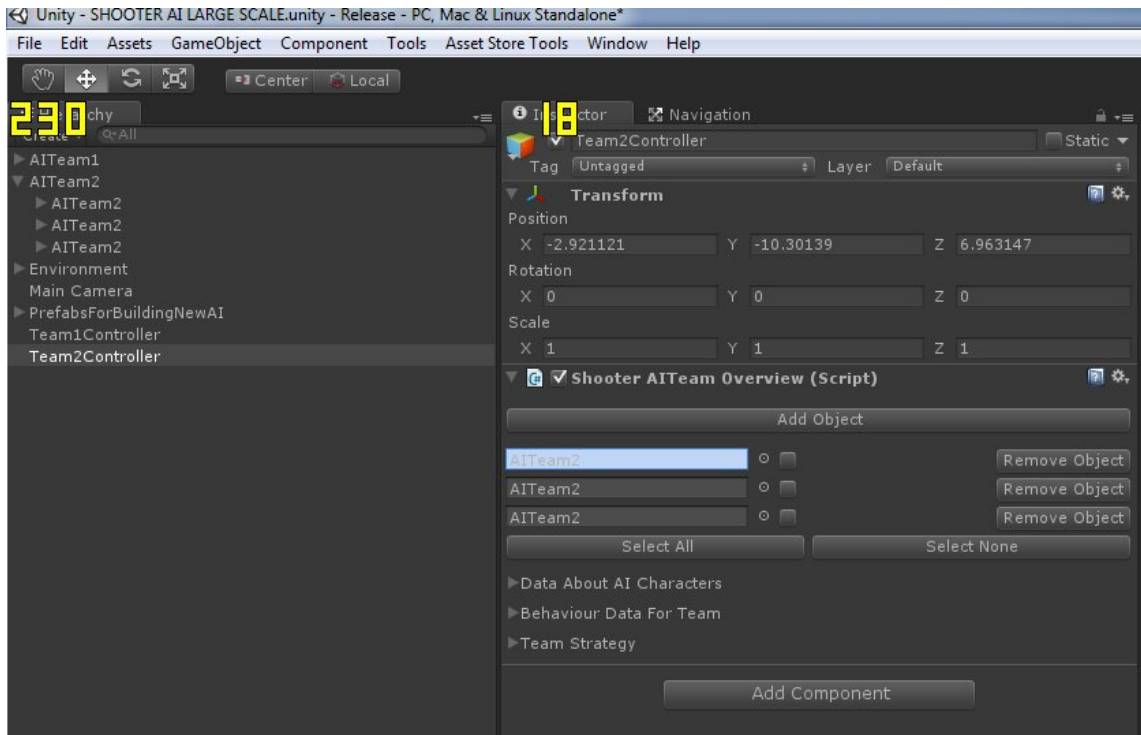 Unity - SHOOTER AI LARGE SCALE.unity - Release - PC, Mac & Linux Standalone*
File Edit Assets GameObject Component Tools Asset Store Tools Window Help
Center Local
230
18
Navigation
Create
All
AITeam1
AITeam2
AITeam2
AITeam2
AITeam2
Environment
Main Camera
PrefabsForBuildingNewAI
Team1Controller
Team2Controller
Team2Controller Static
Tag Untagged Layer Default
Transform
Position
X -2.921121 Y -10.30139 Z 6.963147
Rotation
X 0 Y 0 Z 0
Scale
X 1 Y 1 Z 1
Shooter AITeam Overview (Script)
Add Object
AITeam2 Remove Object
AITeam2 Remove Object
AITeam2 Remove Object
Select All Select None
Data About AI Characters
Behaviour Data For Team
Team Strategy
Add Component